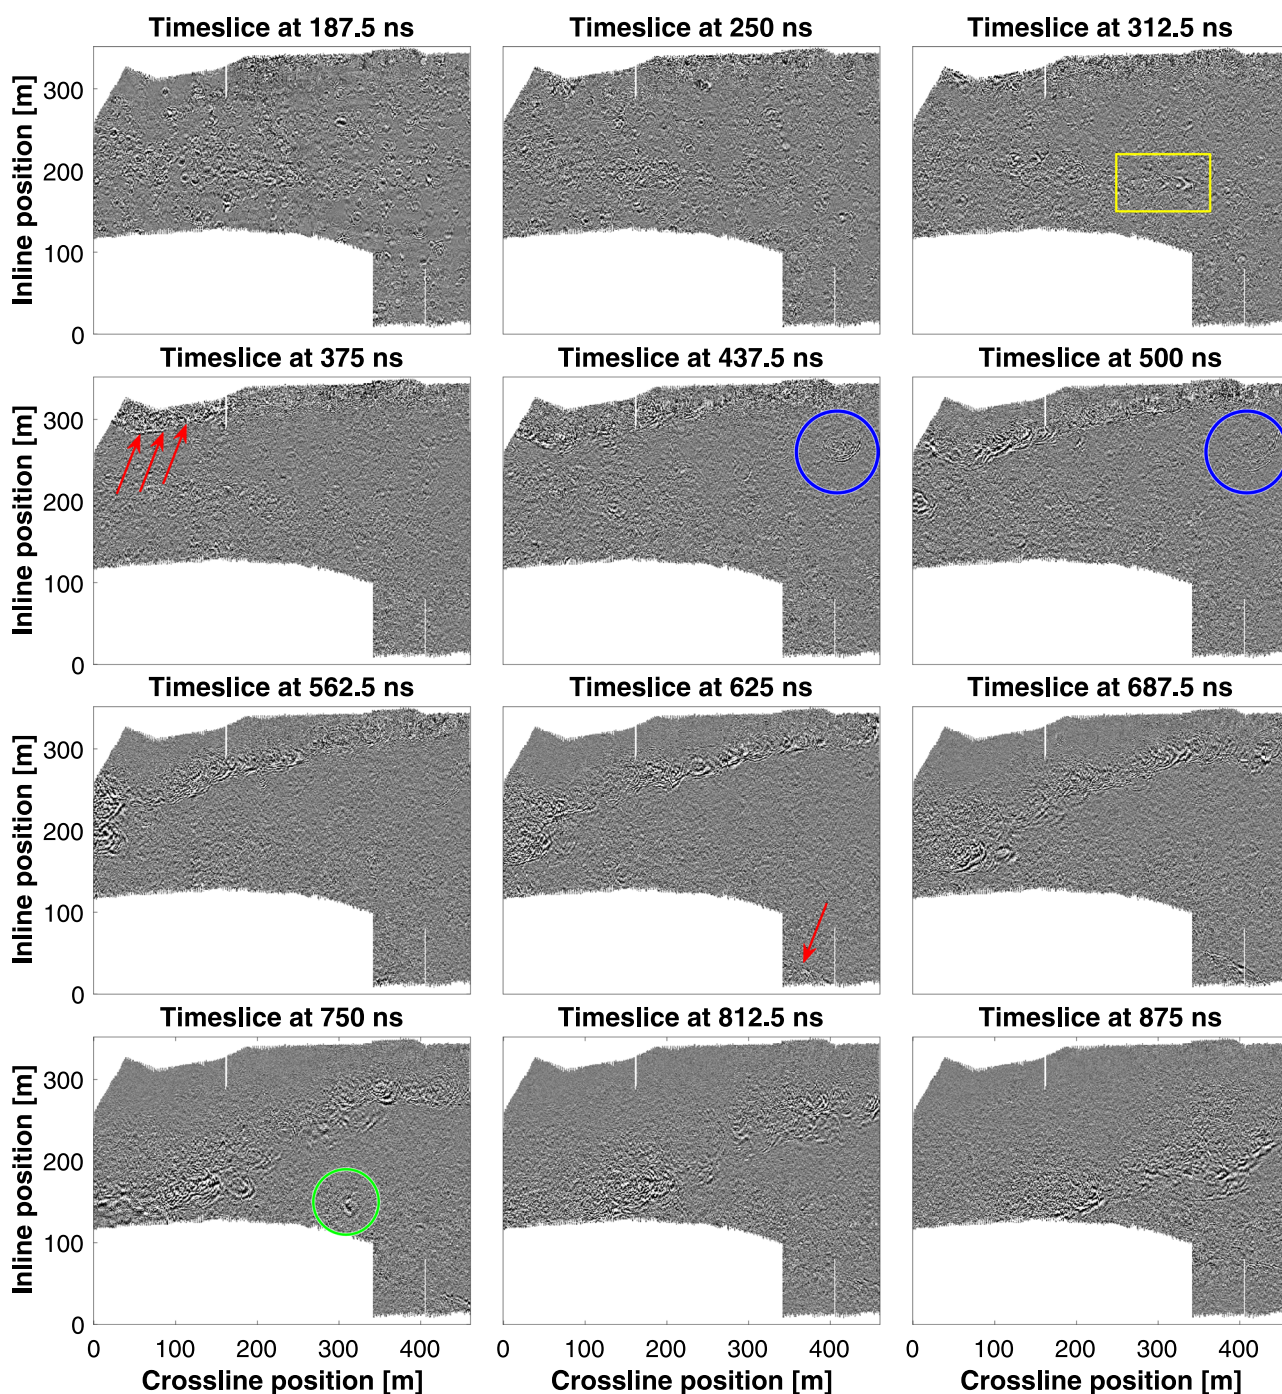 Timeslice at 187.5 ns
Timeslice at 250 ns
Timeslice at 312.5 ns
Inline position [m]
300
200
100
0
Timeslice at 375 ns
Timeslice at 437.5 ns
Timeslice at 500 ns
Inline position [m]
300
200
100
0
Timeslice at 562.5 ns
Timeslice at 625 ns
Timeslice at 687.5 ns
Inline position [m]
300
200
100
0
Timeslice at 750 ns
Timeslice at 812.5 ns
Timeslice at 875 ns
Inline position [m]
300
200
100
0
0 100 200 300 400
0 100 200 300 400
0 100 200 300 400
Crossline position [m]
Crossline position [m]
Crossline position [m]